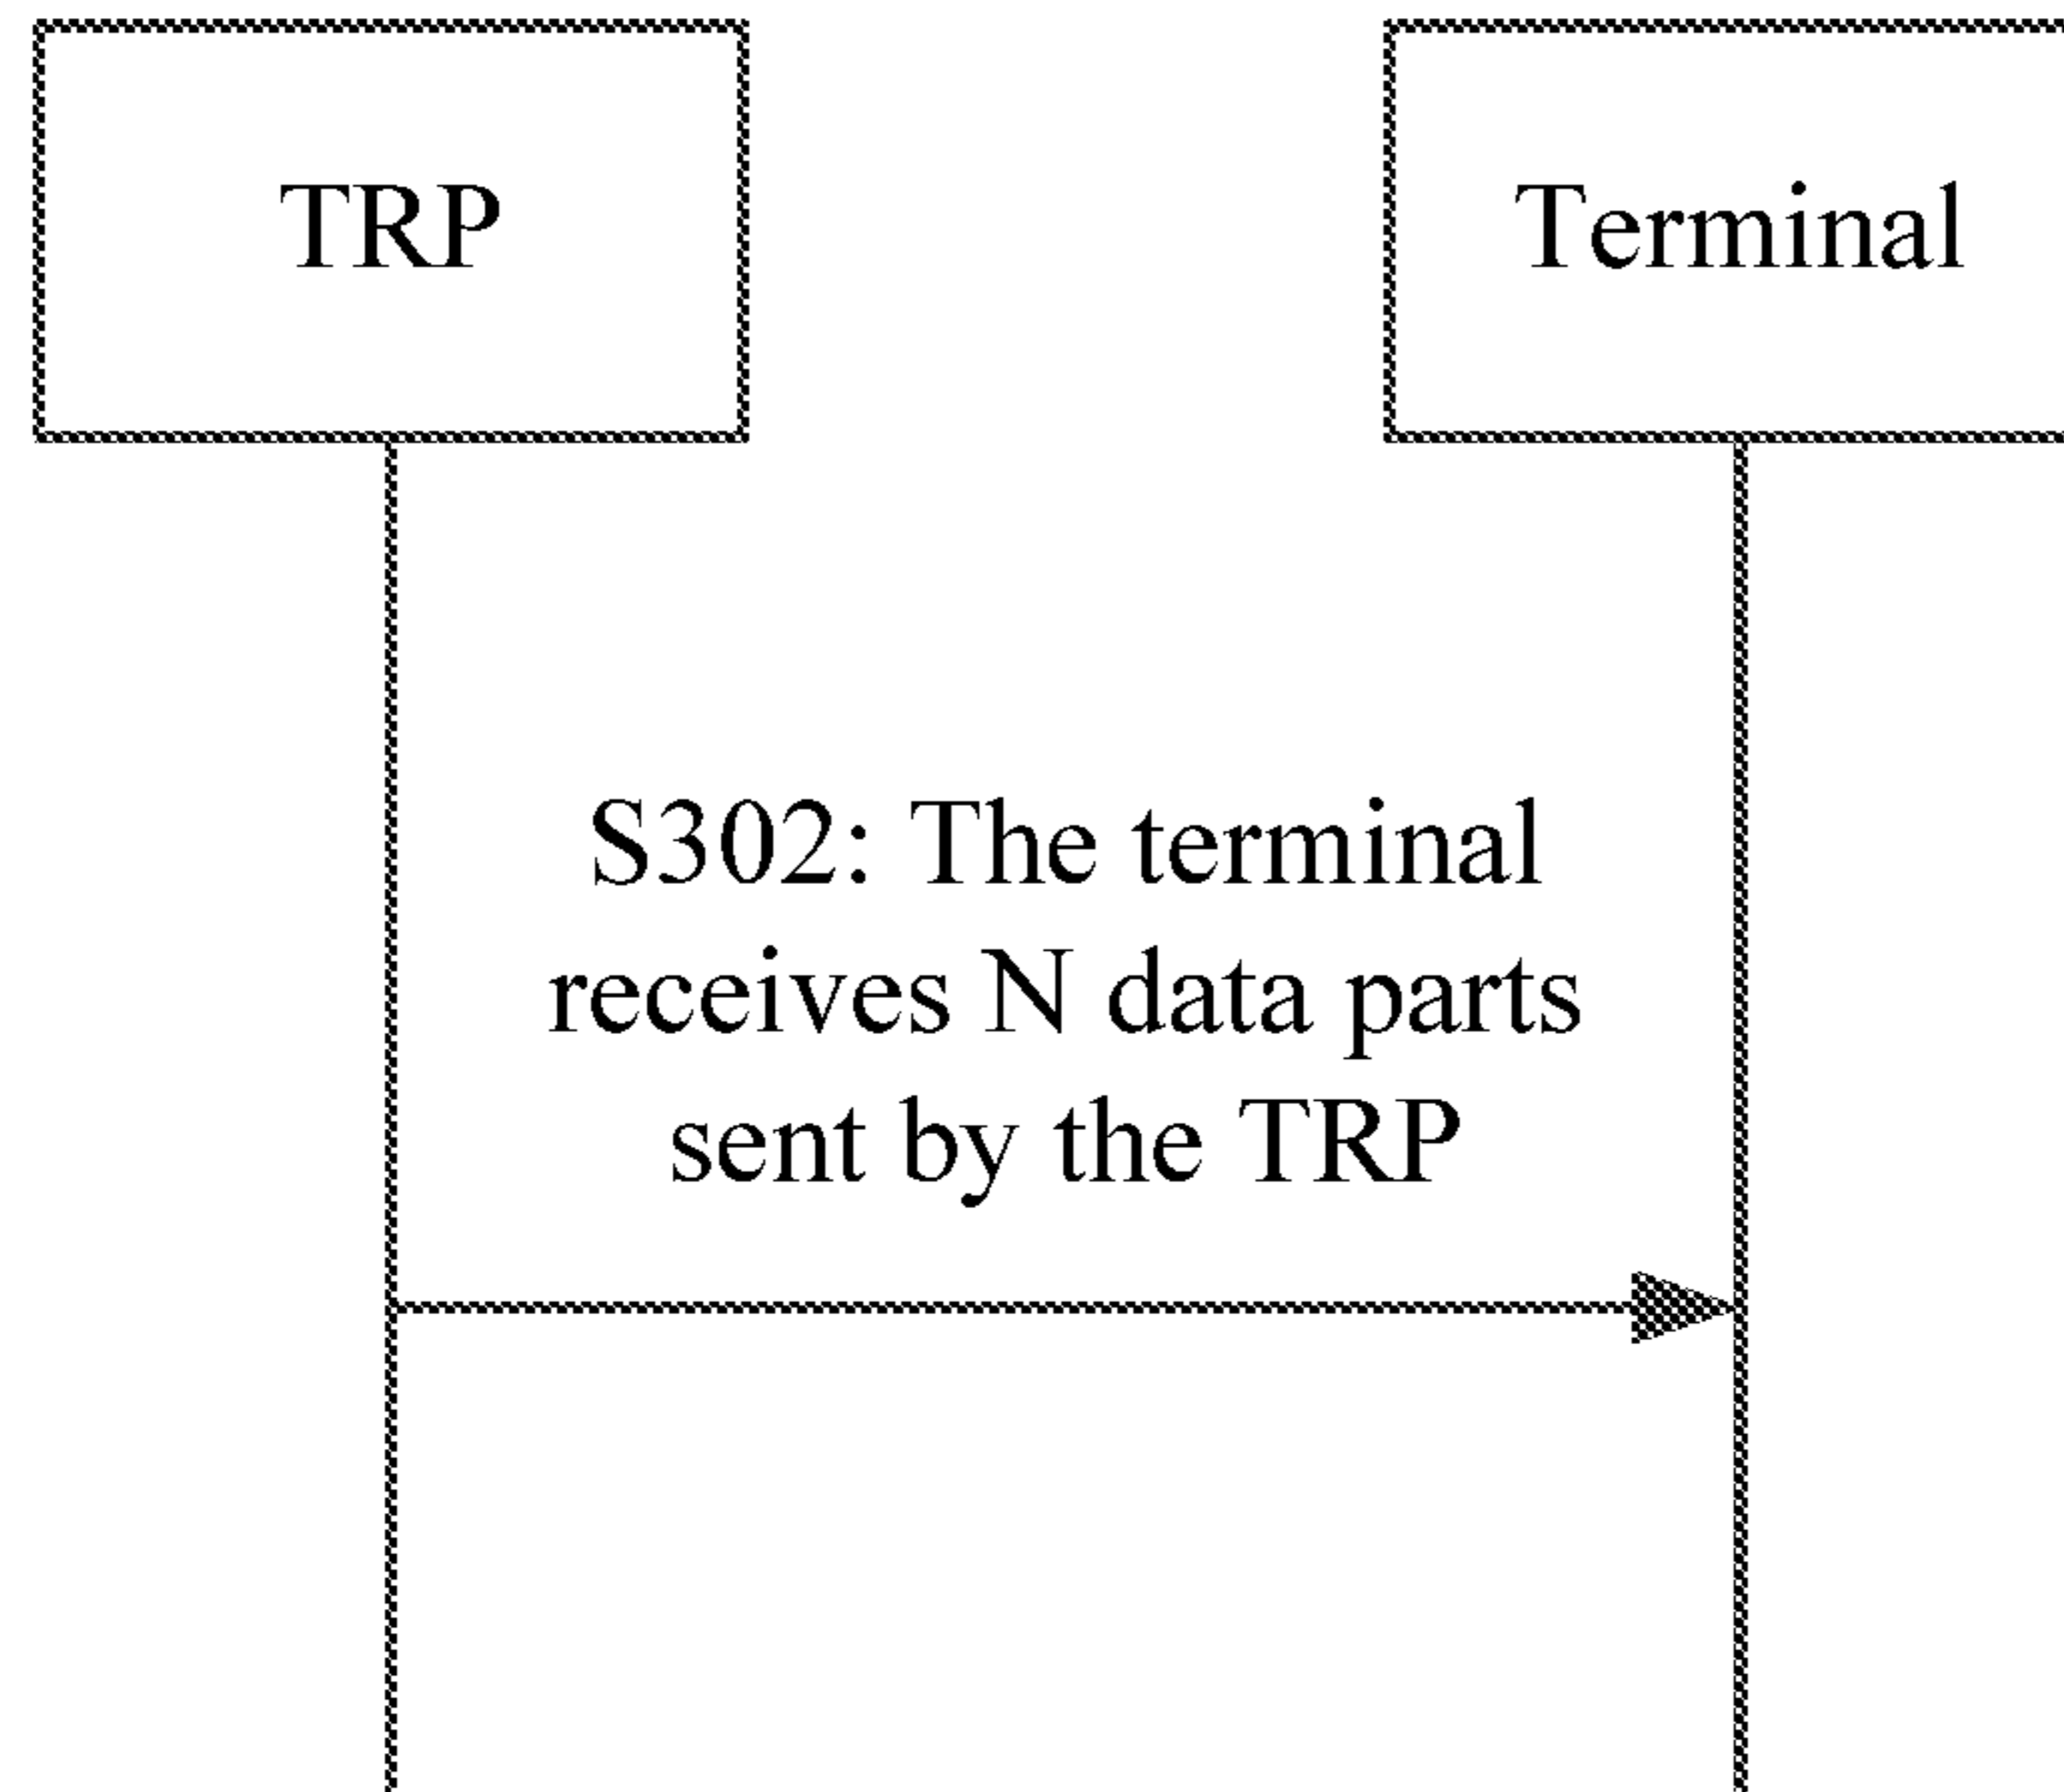 TRP
Terminal
S302: The terminal
receives N data parts
sent by the TRP